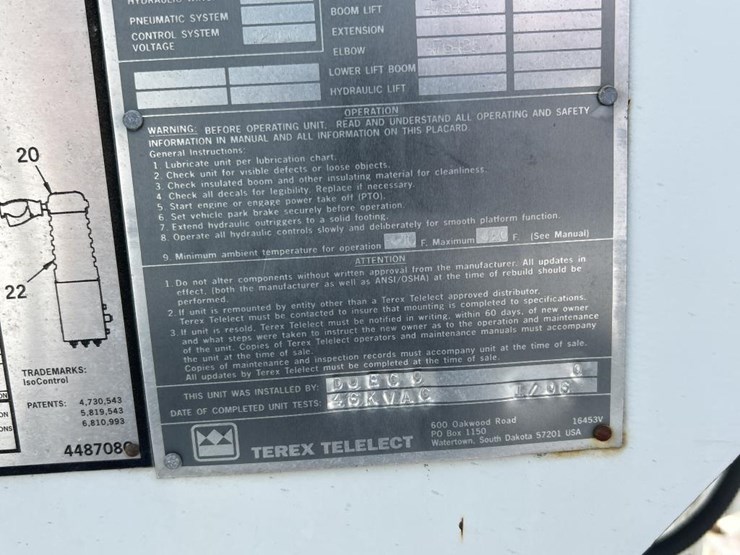 PNEUMATIC SYSTEM
CONTROL SYSTEM
VOLTAGE
BOOM LIFT
EXTENSION
ELBOW
LOWER LIFT BOOM
HYDRAULIC LIFT
OPERATION
WARNING: BEFORE OPERATING UNIT, READ AND UNDERSTAND ALL OPERATING AND SAFETY
INFORMATION IN MANUAL AND ALL INFORMATION ON THIS PLACARD.
General Instructions:
1. Lubricate unit per lubrication chart.
2. Check unit for visible defects or loose objects.
3. Check insulated boom and other insulating material for cleanliness.
4. Check all decals for legibility. Replace if necessary.
5. Start engine or engage power take off (PTO).
6. Set vehicle park brake securely before operation.
7. Extend hydraulic outriggers to a solid footing.
8. Operate all hydraulic controls slowly and deliberately for smooth platform function.
9. Minimum ambient temperature for operation F. Maximum F. (See Manual)
ATTENTION
1. Do not alter components without written approval from the manufacturer. All updates in
effect, (both the manufacturer as well as ANSI/OSHA) at the time of rebuild should be
performed.
2. If unit is remounted by entity other than a Terex Telelect approved distributor.
Terex Telelect must be contacted to insure that mounting is completed to specifications.
3. If unit is resold, Terex Telelect must be notified in writing, within 60 days, of new owner
and what steps were taken to instruct the new owner as to the operation and maintenance
of the unit. Copies of Terex Telelect operators and maintenance manuals must accompany
the unit at the time of sale.
Copies of maintenance and inspection records must accompany unit at the time of sale.
All updates by Terex Telelect must be completed at the time of sale.
THIS UNIT WAS INSTALLED BY:
DATE OF COMPLETED UNIT TESTS: 46KVAC 1/06
TEREX TELELECT
600 Oakwood Road
PO Box 1150
Watertown, South Dakota 57201 USA
16453V
20
22
TRADEMARKS:
IsoControl
PATENTS: 4,730,543
5,819,543
6,810,993
448708